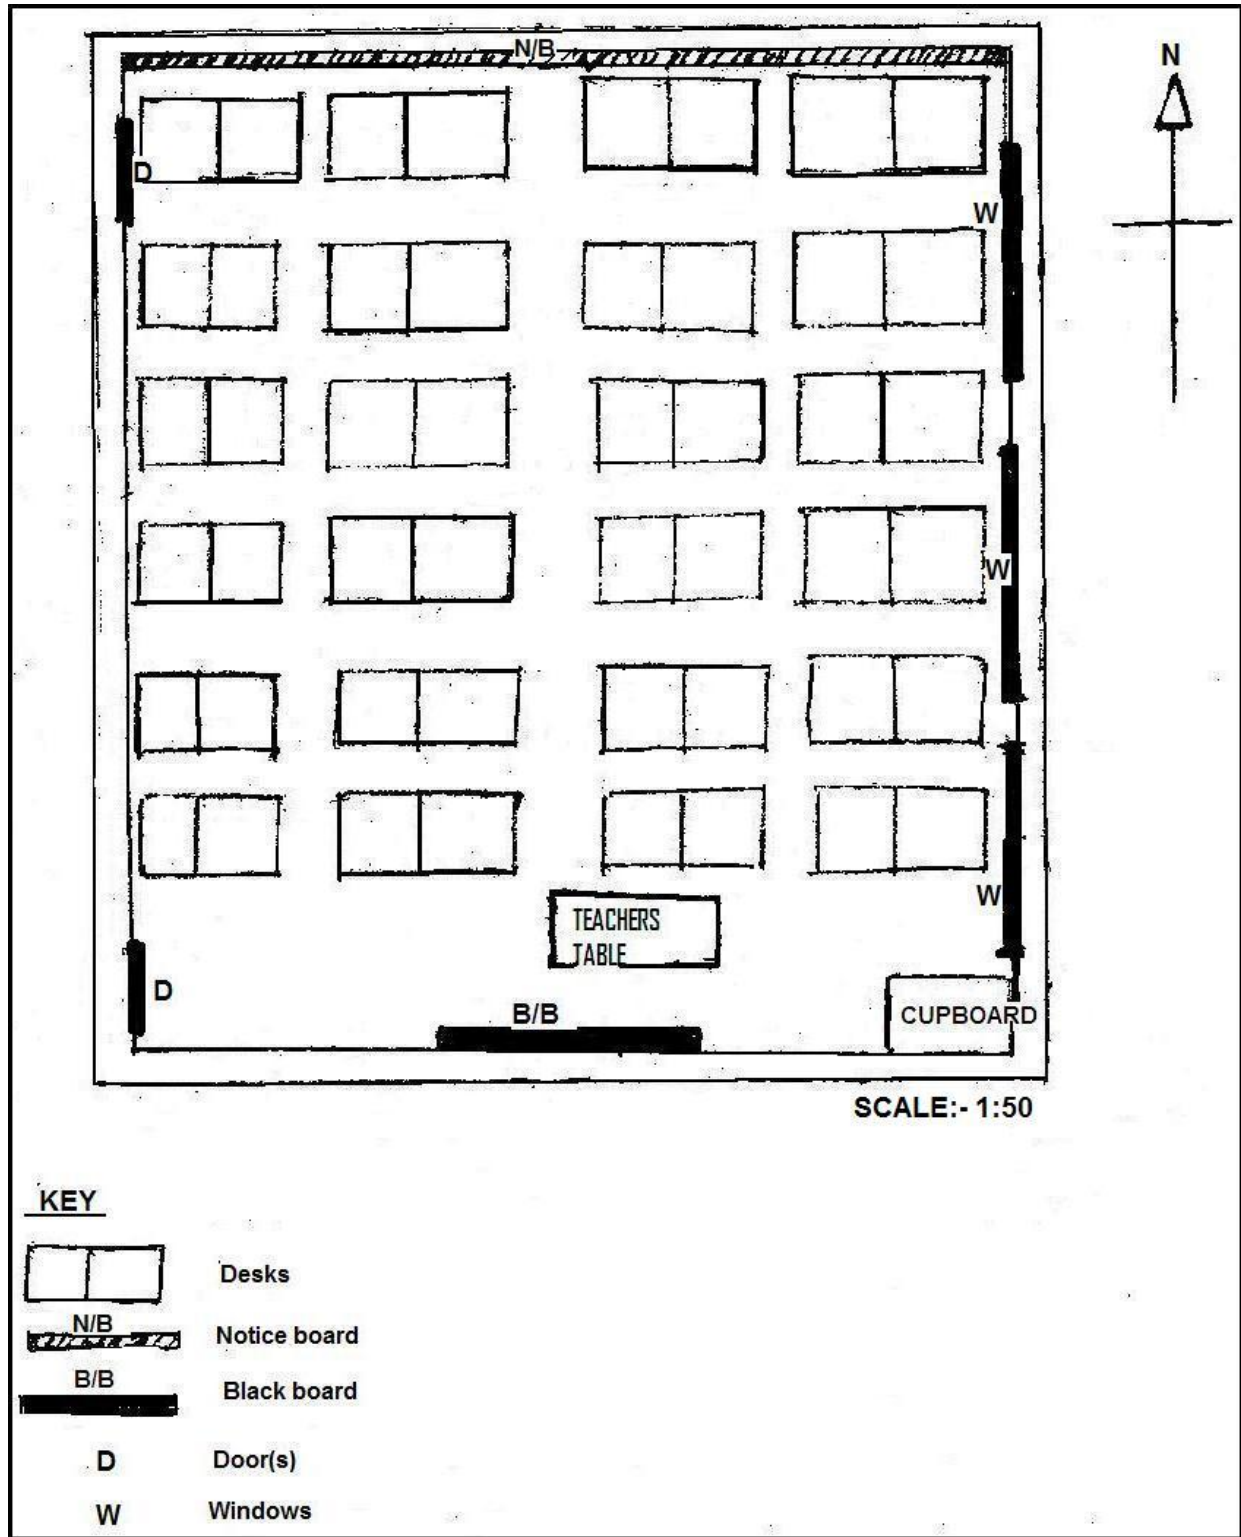 N/B
N
D
W
W
TEACHERS
TABLE
W
D
B/B
CUPBOARD
SCALE:- 1:50
KEY
Desks
N/B
Notice board
B/B
Black board
D
Door(s)
W
Windows